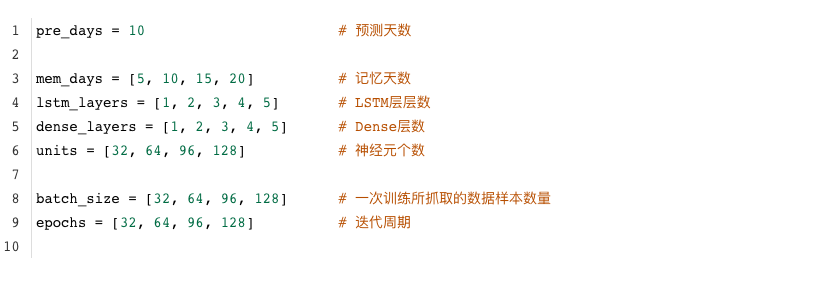 1 pre_days = 10 # 预测天数
2
3 mem_days = [5, 10, 15, 20] # 记忆天数
4 lstm_layers = [1, 2, 3, 4, 5] # LSTM层层数
5 dense_layers = [1, 2, 3, 4, 5] # Dense层数
6 units = [32, 64, 96, 128] # 神经元个数
7
8 batch_size = [32, 64, 96, 128] # 一次训练所抓取的数据样本数量
9 epochs = [32, 64, 96, 128] # 迭代周期
10